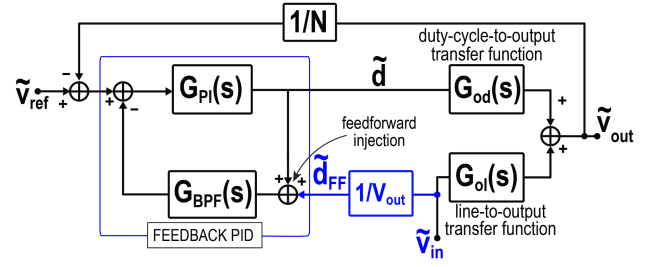 1/N
duty-cycle-to-output
transfer function
−
ṽref
+
+
−
GPI(s)
d̃
God(s)
+
ṽout
+
feedforward
injection
+
+
GBPF(s)
d̃FF
1/Vout
Gol(s)
line-to-output
transfer function
FEEDBACK PID
ṽin